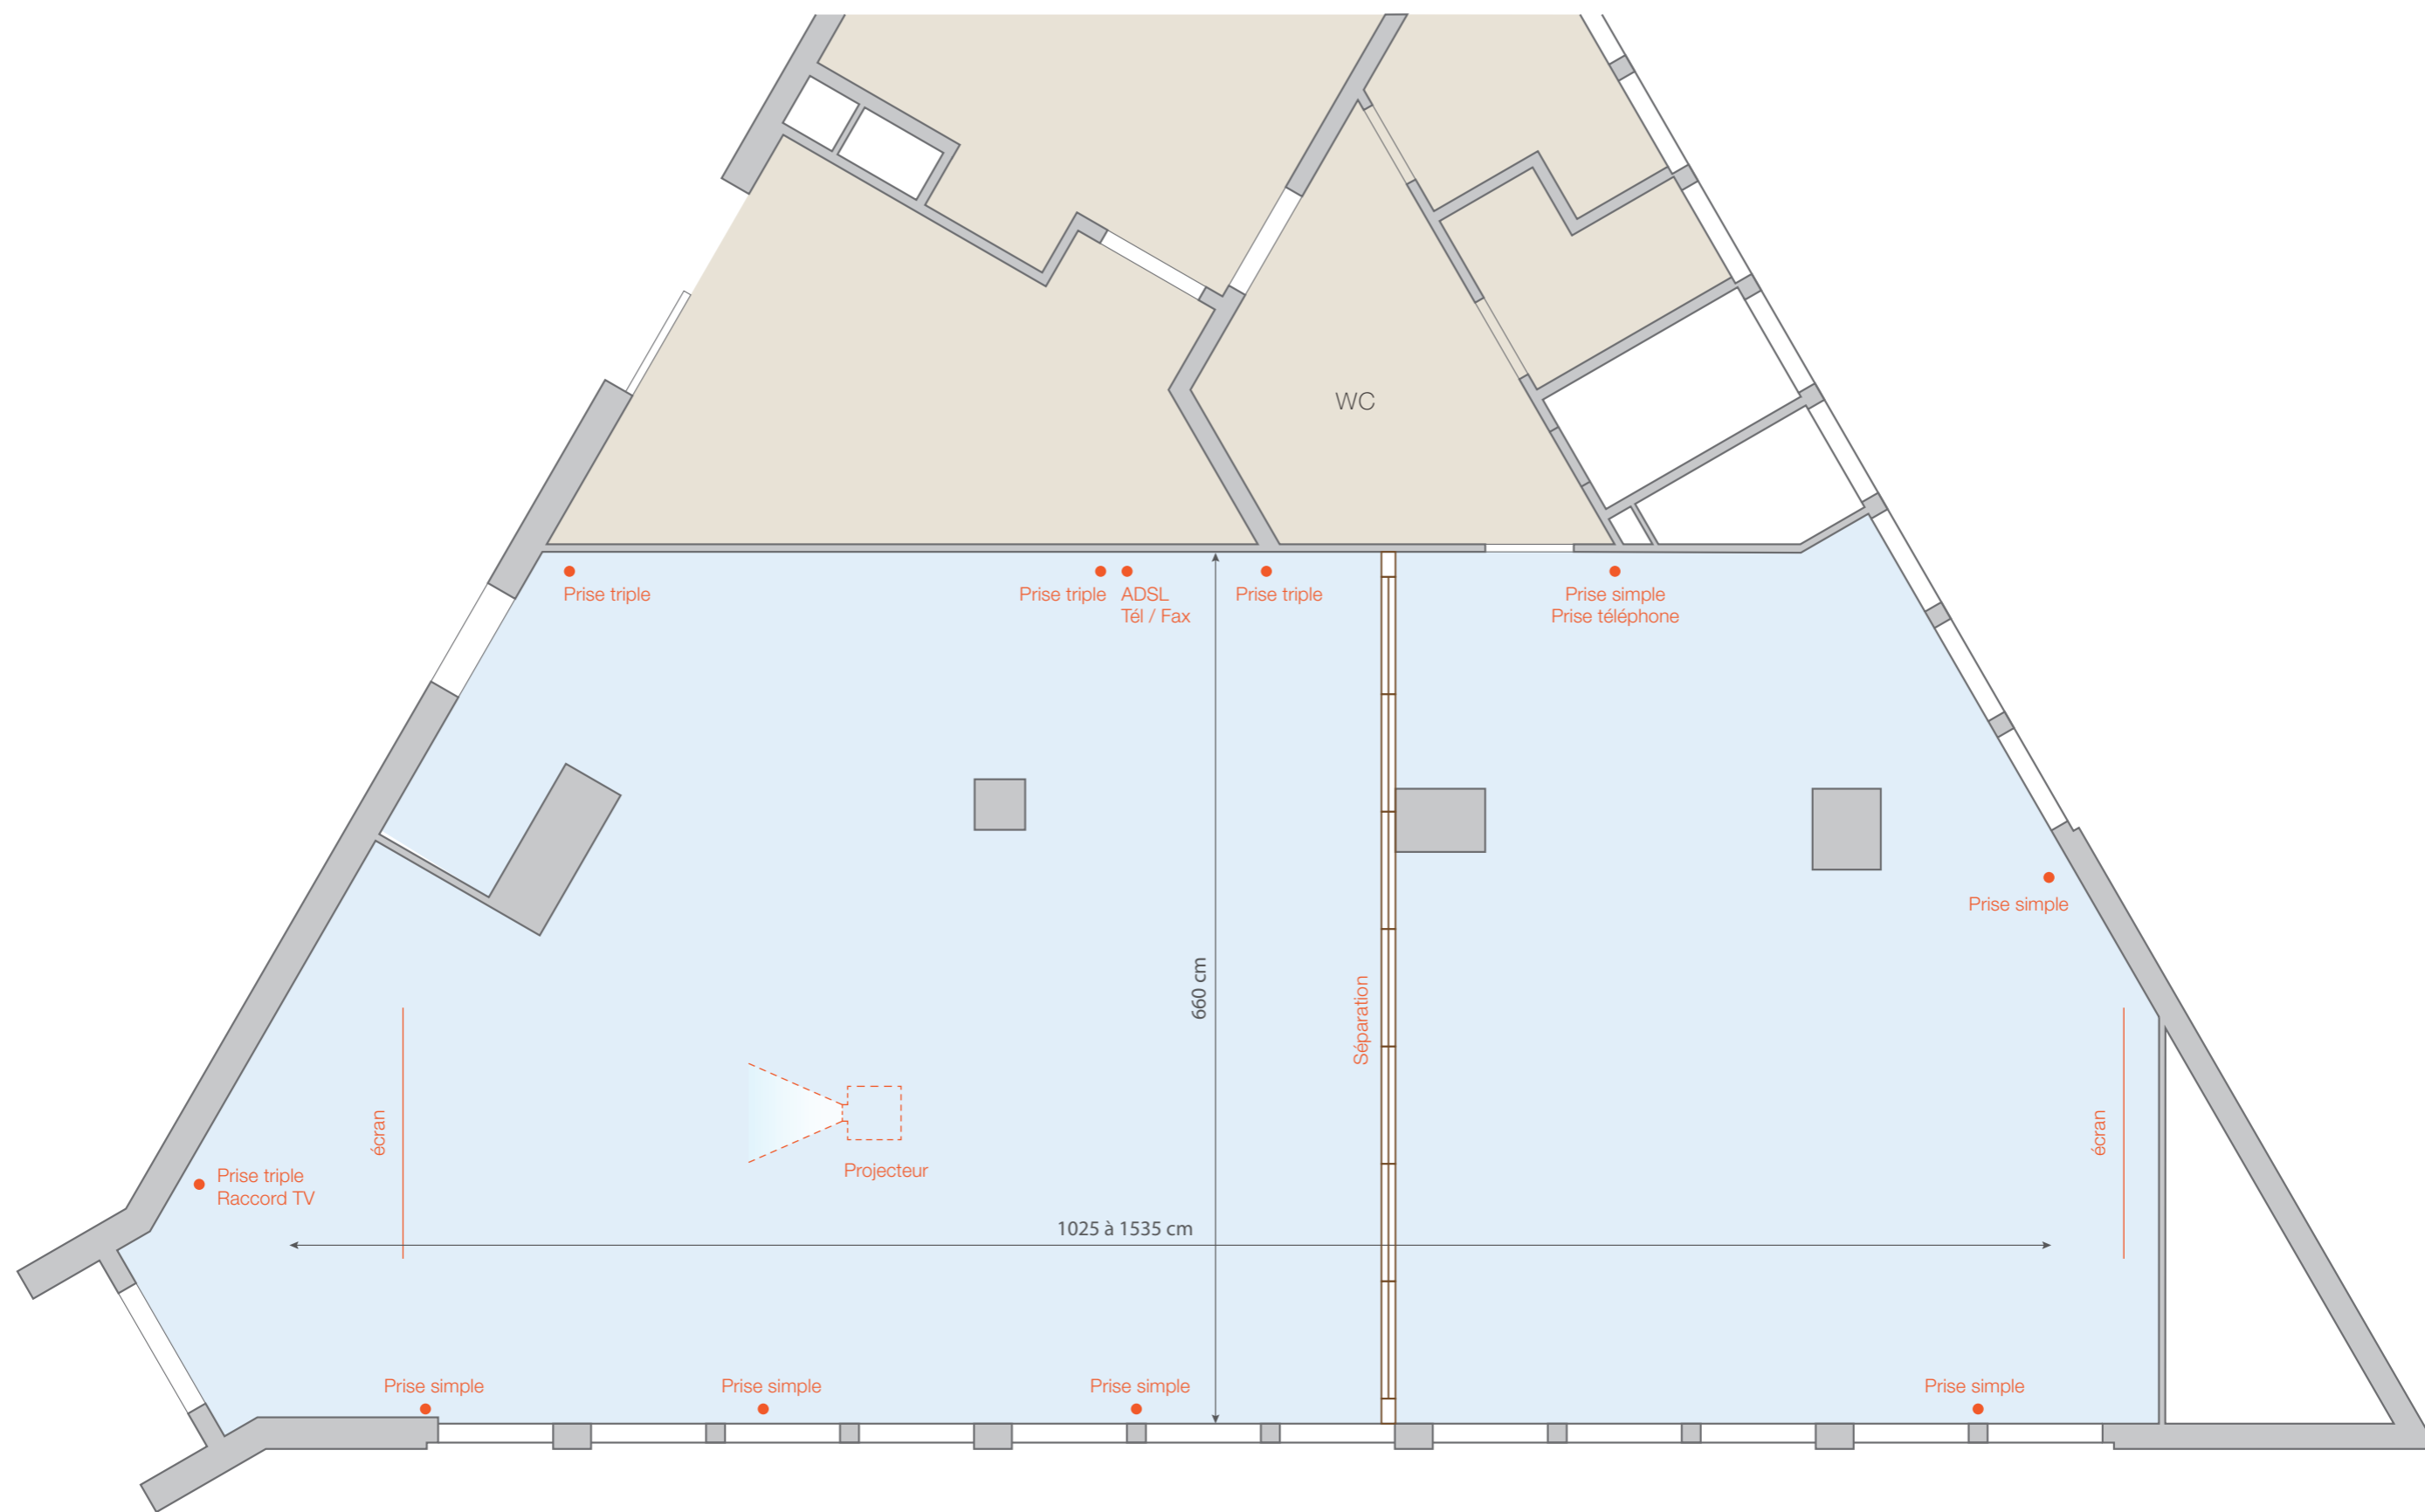 WC
Prise triple
Prise triple
ADSL
Tél / Fax
Prise triple
Prise simple
Prise téléphone
Prise simple
660 cm
Séparation
écran
écran
Projecteur
Prise triple
Raccord TV
1025 à 1535 cm
Prise simple
Prise simple
Prise simple
Prise simple